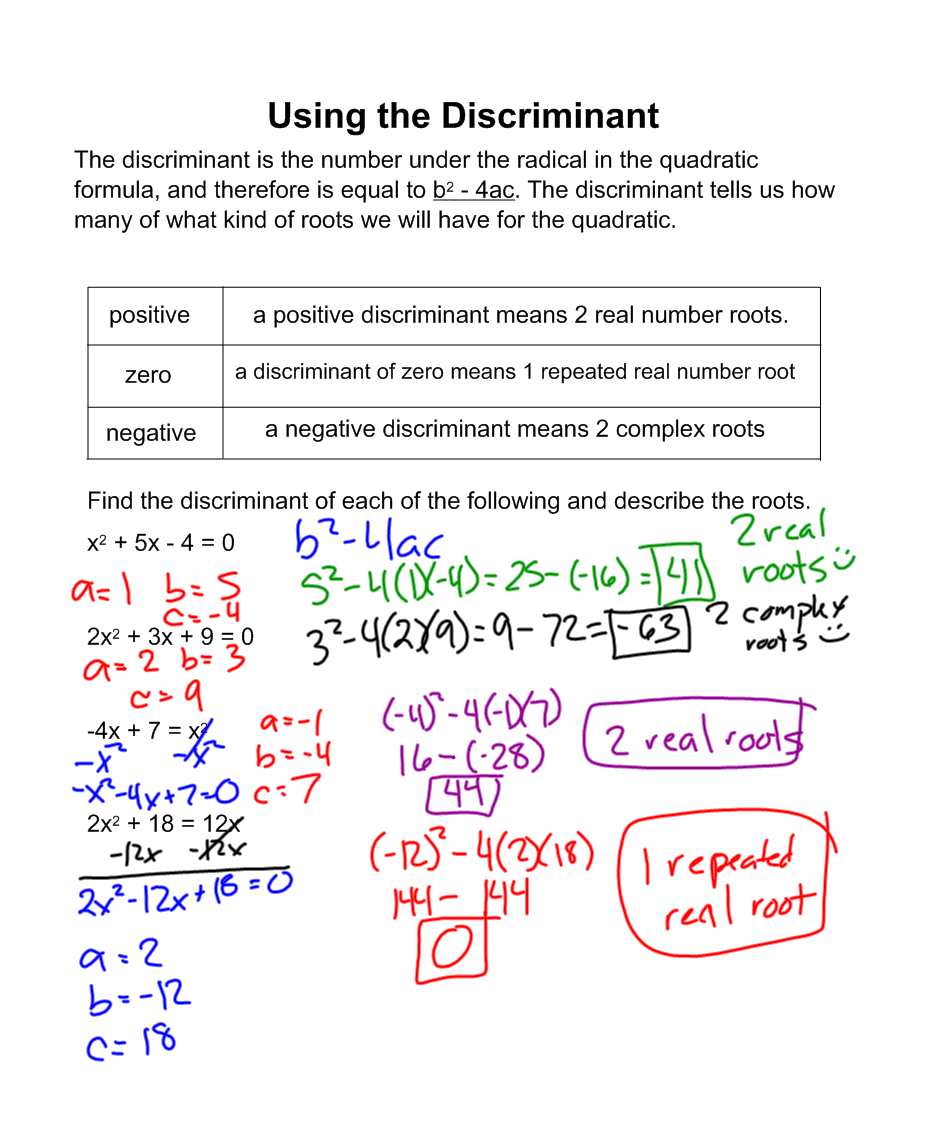 Using the Discriminant
The discriminant is the number under the radical in the quadratic
formula, and therefore is equal to b² - 4ac. The discriminant tells us how
many of what kind of roots we will have for the quadratic.
positive
a positive discriminant means 2 real number roots.
zero
a discriminant of zero means 1 repeated real number root
negative
a negative discriminant means 2 complex roots
Find the discriminant of each of the following and describe the roots.
x² + 5x - 4 = 0
b²-4ac
a=1 b=5
c=-4
5²-4(1)(-4)=25-(-16)=41
2 real
roots
2x² + 3x + 9 = 0
a=2 b=3
c=9
3²-4(2)(9)=9-72=-63
2 complex
roots
-4x + 7 = x²
-x² -x²
-x²-4x+7=0
a=-1
b=-4
c=7
(-4)²-4(-1)(7)
16-(-28)
44
2 real roots
2x² + 18 = 12x
-12x -12x
2x²-12x+18=0
a=2
b=-12
c=18
(-12)²-4(2)(18)
144-144
0
1 repeated
real root